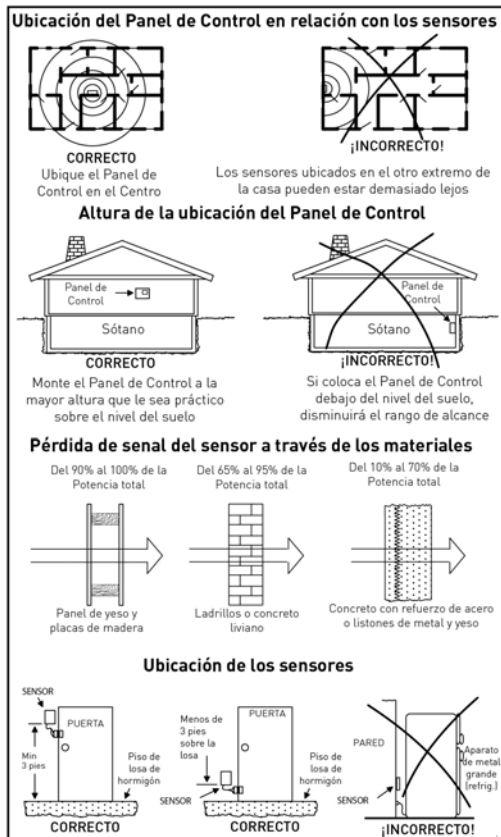 Ubicación del Panel de Control en relación con los sensores
CORRECTO
Ubique el Panel de
Control en el Centro
¡INCORRECTO!
Los sensores ubicados en el otro extremo de
la casa pueden estar demasiado lejos
Altura de la ubicación del Panel de Control
Panel de
Control
Sótano
CORRECTO
Monte el Panel de Control a la
mayor altura que le sea práctico
sobre el nivel del suelo
Panel de
Control
Sótano
¡INCORRECTO!
Si coloca el Panel de Control
debajo del nivel del suelo,
disminuirá el rango de alcance
Pérdida de senal del sensor a través de los materiales
Del 90% al 100% de la
Potencia total
Panel de yeso y
placas de madera
Del 65% al 95% de la
Potencia total
Ladrillos o concreto
liviano
Del 10% al 70% de la
Potencia total
Concreto con refuerzo de acero
o listones de metal y yeso
Ubicación de los sensores
SENSOR
PUERTA
Min
3 pies
Piso de
losa de
hormigón
CORRECTO
Menos de
3 pies
sobre la
losa
PUERTA
SENSOR
Piso de
losa de
hormigón
CORRECTO
PARED
SENSOR
Aparato
de metal
grande
(refrig.)
¡INCORRECTO!